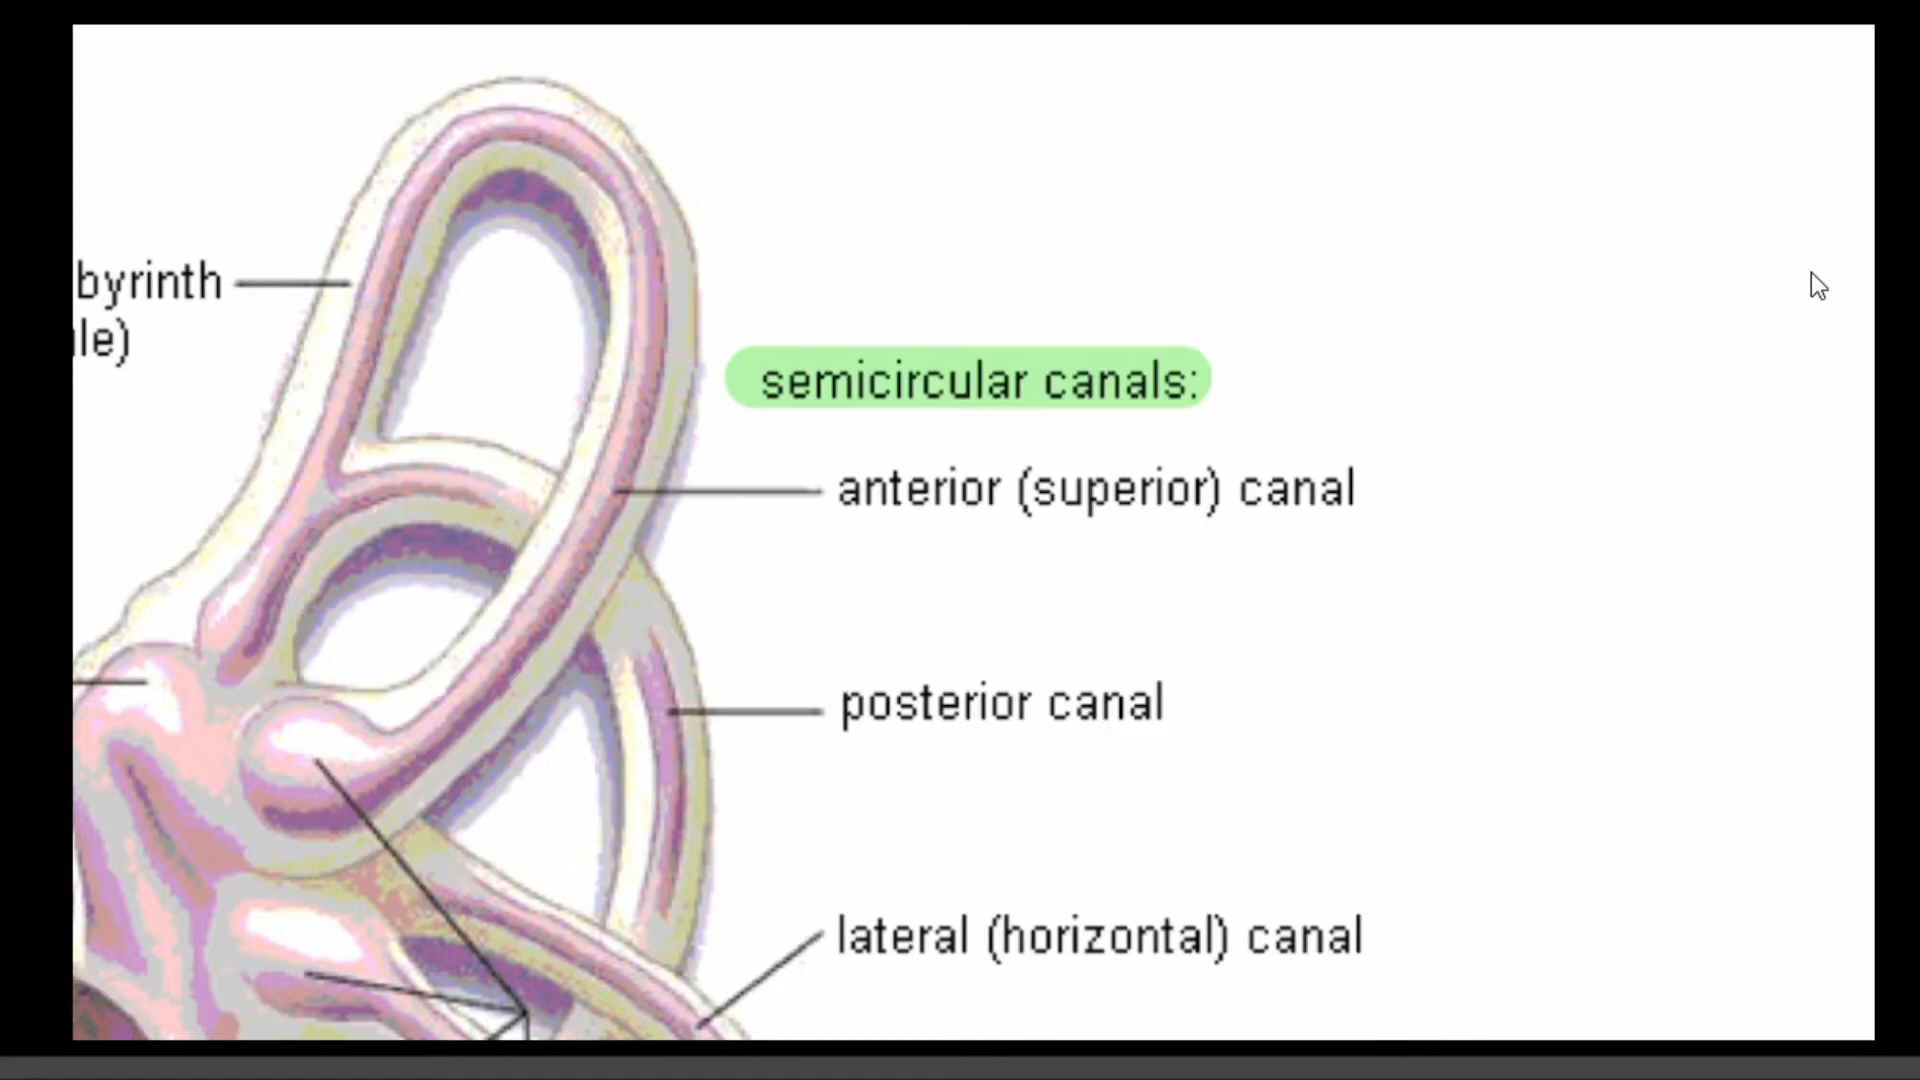 byrinth
le)
semicircular canals:
anterior (superior) canal
posterior canal
lateral (horizontal) canal